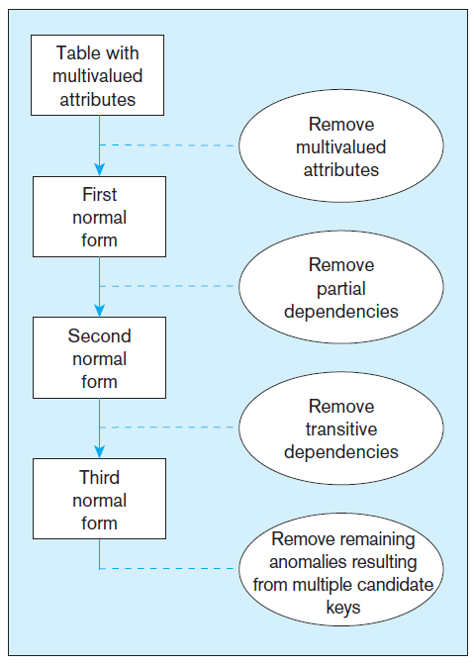 Table with
multivalued
attributes
Remove
multivalued
attributes
First
normal
form
Remove
partial
dependencies
Second
normal
form
Remove
transitive
dependencies
Third
normal
form
Remove remaining
anomalies resulting
from multiple candidate
keys